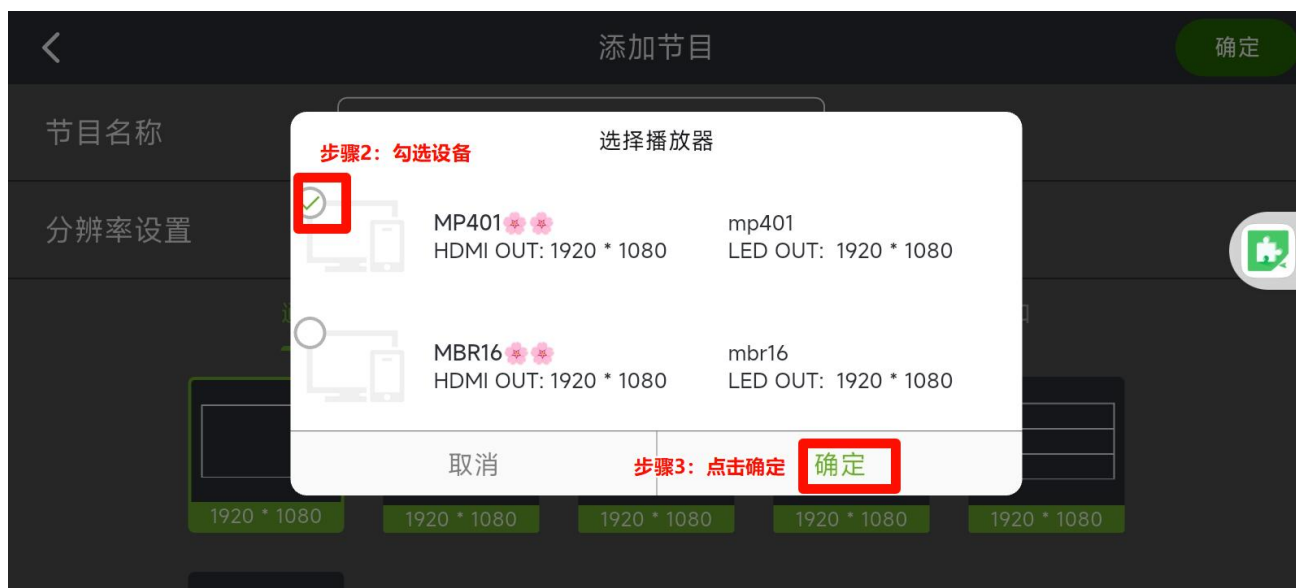 添加节目
确定
节目名称
选择播放器
步骤2：勾选设备
MP401🌸🌸 mp401
HDMI OUT: 1920 * 1080 LED OUT: 1920 * 1080
分辨率设置
MBR16🌸🌸 mbr16
HDMI OUT: 1920 * 1080 LED OUT: 1920 * 1080
取消 步骤3：点击确定 确定
1920 * 1080 1920 * 1080 1920 * 1080 1920 * 1080 1920 * 1080